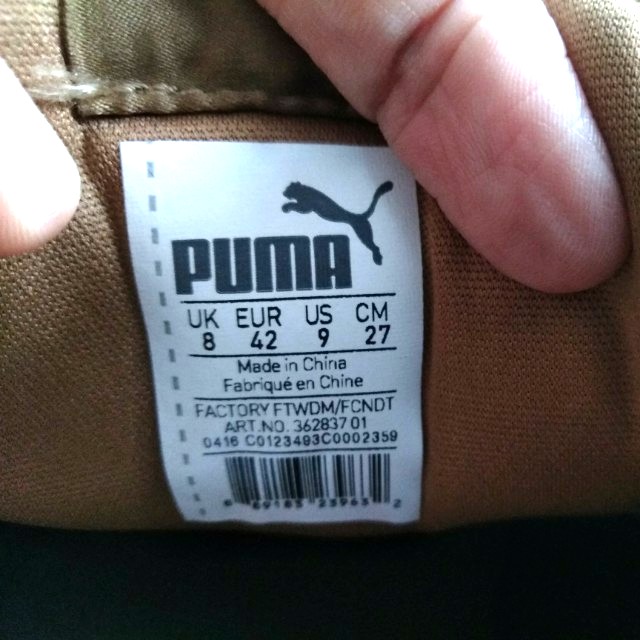 PUMA
UK EUR US CM
8 42 9 27
Made in China
Fabriqué en Chine
FACTORY FTWDM/FCNDT
ART.NO. 362837 01
0416 C0123493C0002359